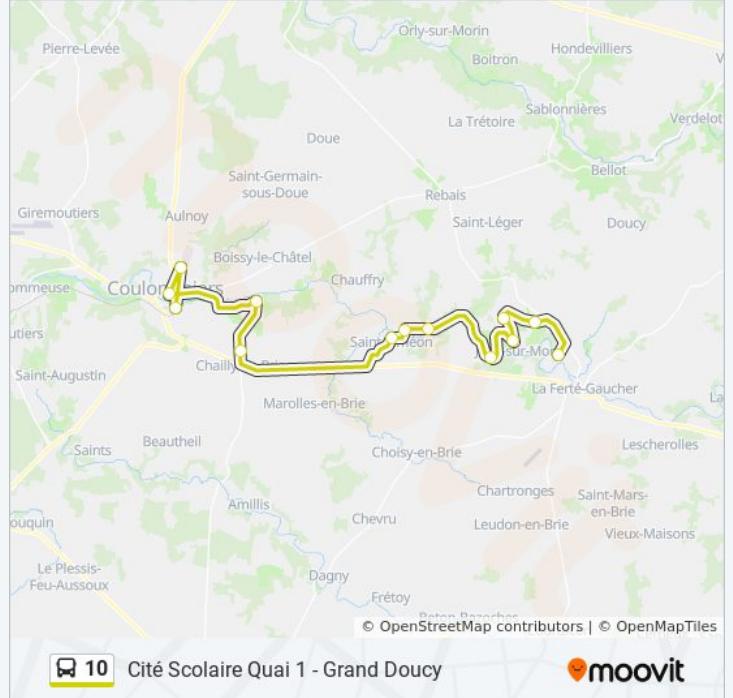 Orly-sur-Morin
Pierre-Levée
Hondevilliers
Boitron
Sablonnières
Verdelot
La Trétoire
Doue
Bellot
Saint-Germain-
sous-Doue
Rebais
Giremoutiers
Aulnoy
Saint-Léger
Doucy
Boissy-le-Châtel
Chauffry
Marolles-en-Brie
Saint-Augustin
La Ferté-Gaucher
Beautheil
Saints
Lescherolles
Choisy-en-Brie
Chartronges
Saint-Mars-
en-Brie
Amillis
Chevru
Leudon-en-Brie
Vieux-Maisons
Le Plessis-
Feu-Aussoux
Dagny
Frétoy
© OpenStreetMap contributors | © OpenMapTiles
10 Cité Scolaire Quai 1 - Grand Doucy
moovit